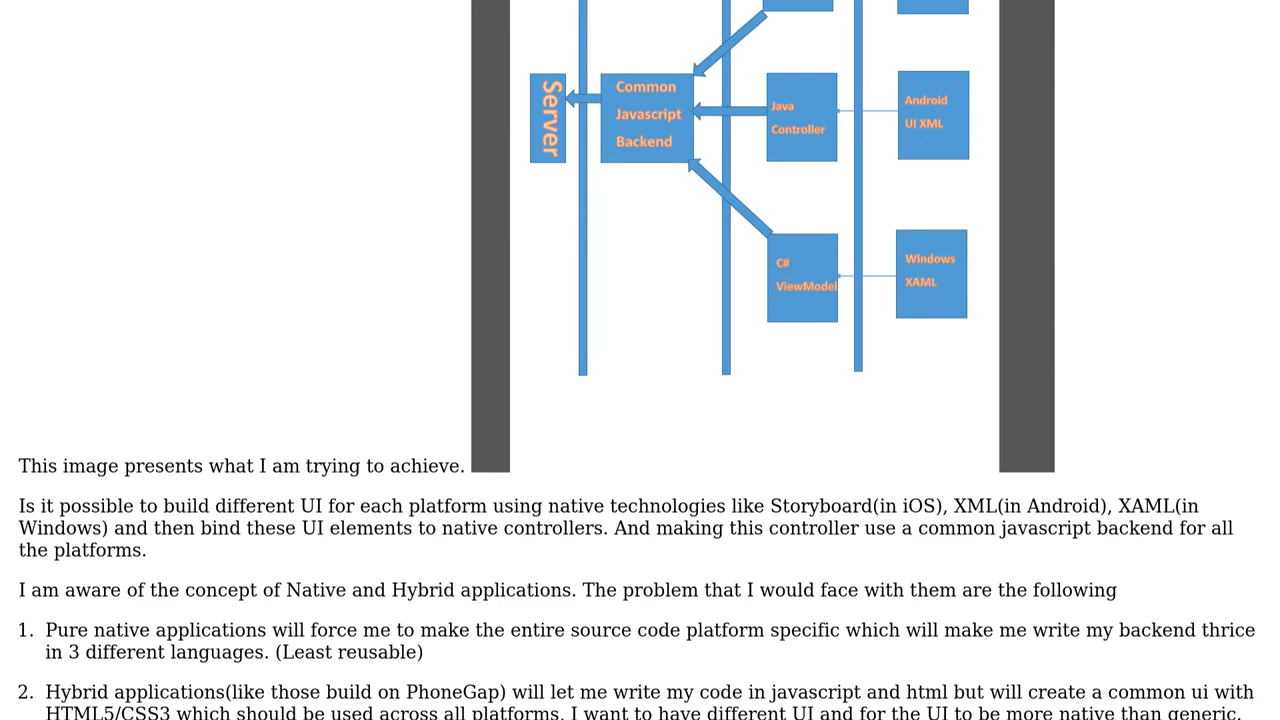 Server
Common
Javascript
Backend
Java
Controller
Android
UI XML
C#
ViewModel
Windows
XAML
This image presents what I am trying to achieve.
Is it possible to build different UI for each platform using native technologies like Storyboard(in iOS), XML(in Android), XAML(in
Windows) and then bind these UI elements to native controllers. And making this controller use a common javascript backend for all
the platforms.
I am aware of the concept of Native and Hybrid applications. The problem that I would face with them are the following
1. Pure native applications will force me to make the entire source code platform specific which will make me write my backend thrice
in 3 different languages. (Least reusable)
2. Hybrid applications(like those build on PhoneGap) will let me write my code in javascript and html but will create a common ui with
HTML5/CSS3 which should be used across all platforms. I want to have different UI and for the UI to be more native than generic.